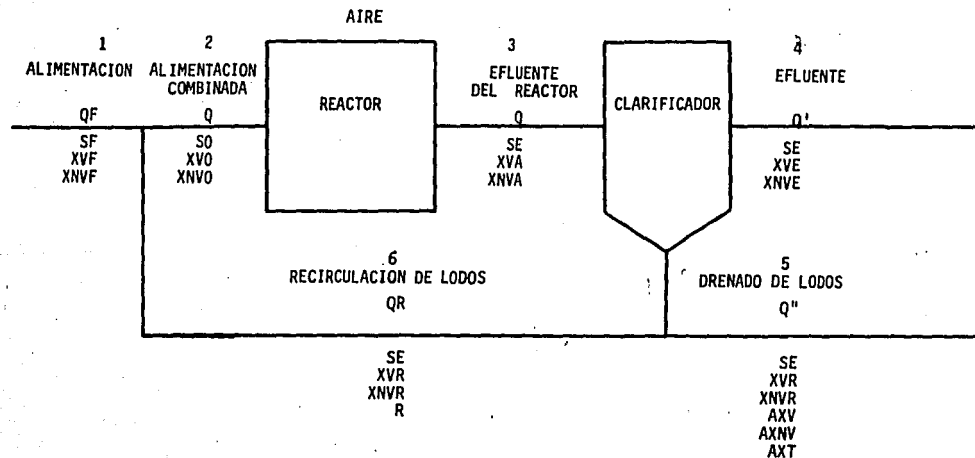 AIRE
1
ALIMENTACION
QF
SF
XVF
XNVF
2
ALIMENTACION
COMBINADA
Q
SO
XVO
XNVO
REACTOR
3
EFLUENTE
DEL REACTOR
Q
SE
XVA
XNVA
CLARIFICADOR
4
EFLUENTE
Q'
SE
XVE
XNVE
6
RECIRCULACION DE LODOS
QR
SE
XVR
XNVR
R
5
DRENADO DE LODOS
Q"
SE
XVR
XNVR
AXV
AXNV
AXT